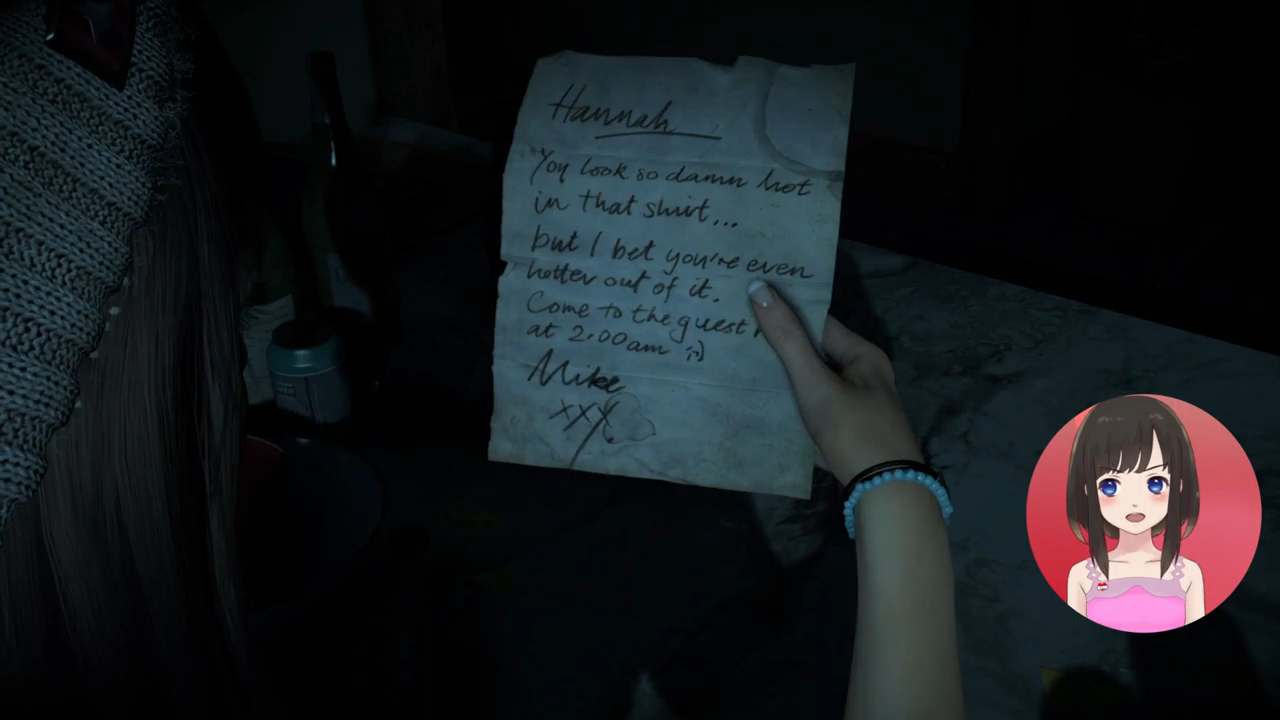 Hannah
You look so damn hot
in that shirt...
but I bet you're even
hotter out of it.
Come to the guest
at 2.00am ;)
Mike
xxx